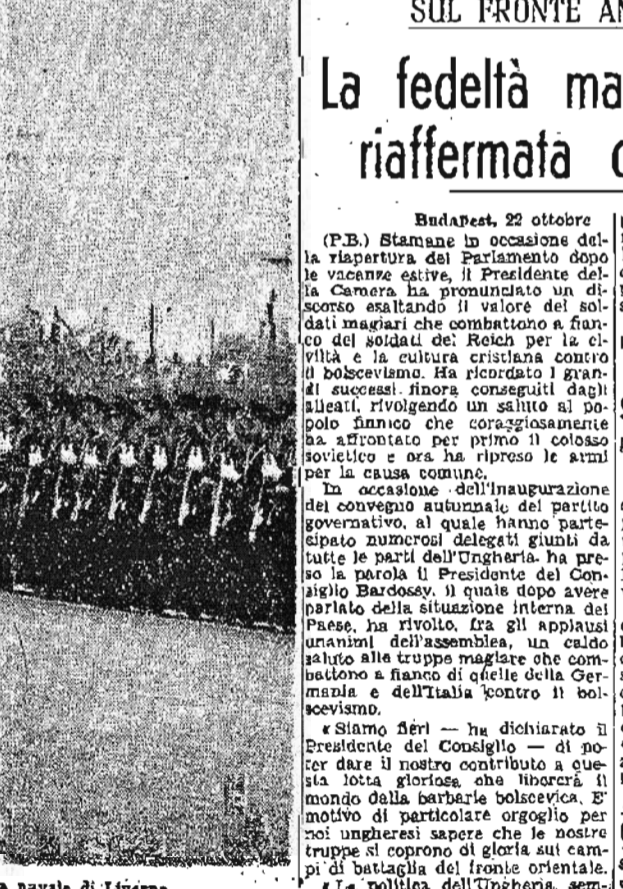 SUL FRONTE AN
La fedeltà ma
riaffermata
Budapest, 22 ottobre
(P.B.) Stamane in occasione del-
la riapertura del Parlamento dopo
le vacanze estive, il Presidente del-
la Camera ha pronunciato un di-
scorso esaltando il valore dei sol-
dati magiari che combattono a fian-
co dei soldati del Reich per la ci-
viltà e la cultura cristiana contro
il bolscevismo. Ha ricordato i gran-
di successi finora conseguiti dagli
alleati, rivolgendo un saluto al po-
polo finnico che coraggiosamente
ha affrontato per primo il colosso
sovietico e ora ha ripreso le armi
per la causa comune.
In occasione dell'inaugurazione
del convegno autunnale del partito
governativo, al quale hanno parte-
cipato numerosi delegati giunti da
tutte le parti dell'Ungheria, ha pre-
so la parola il Presidente del Con-
siglio Bardossy, il quale dopo avere
parlato della situazione interna del
Paese, ha rivolto, fra gli applausi
unanimi dell'assemblea, un caldo
saluto alle truppe magiare che com-
battono a fianco di quelle della Ger-
mania e dell'Italia contro il bol-
scevismo.
«Siamo fieri — ha dichiarato il
Presidente del Consiglio — di po-
ter dare il nostro contributo a que-
sta lotta gloriosa che libererà il
mondo dalla barbarie bolscevica. E'
motivo di particolare orgoglio per
noi ungheresi sapere che le nostre
truppe si coprono di gloria sui cam-
pi di battaglia del fronte orientale.
«La politica dell'Ungheria, sem-
a navale di Livorno